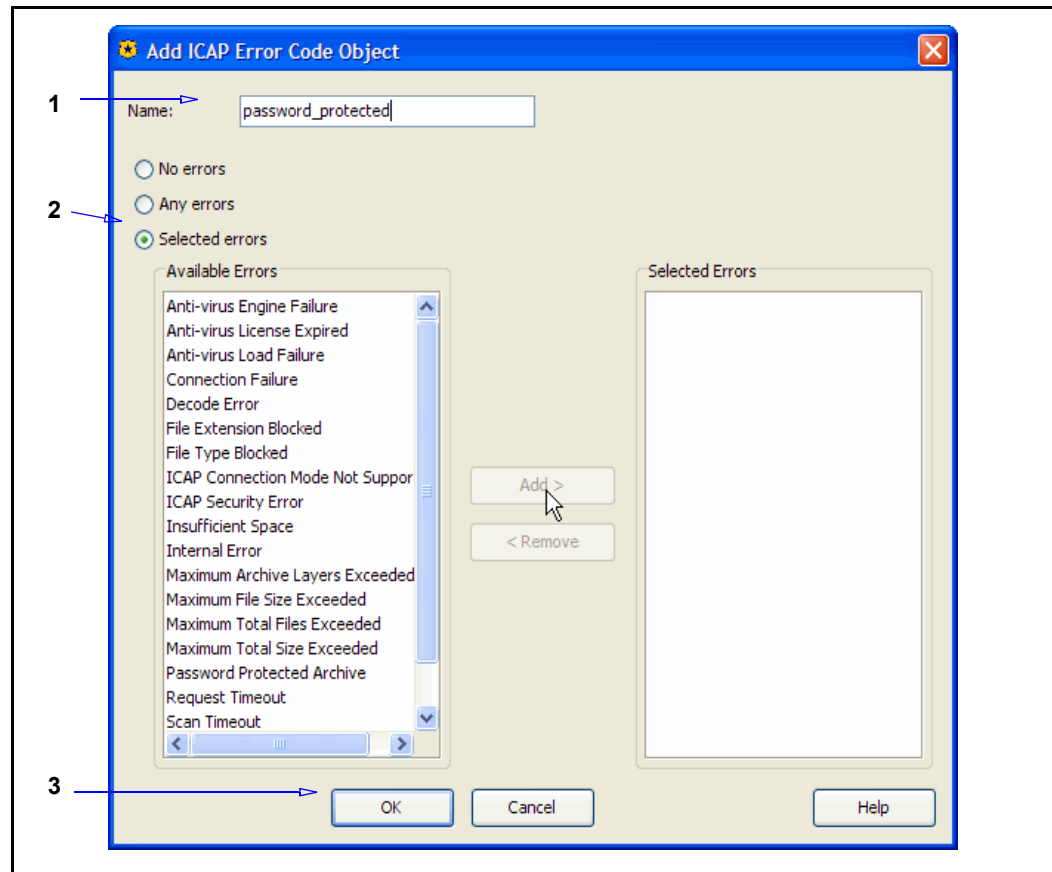 Add ICAP Error Code Object
1
Name:
password_protected
No errors
2
Any errors
Selected errors
Available Errors
Anti-virus Engine Failure
Anti-virus License Expired
Anti-virus Load Failure
Connection Failure
Decode Error
File Extension Blocked
File Type Blocked
ICAP Connection Mode Not Suppor
ICAP Security Error
Insufficient Space
Internal Error
Maximum Archive Layers Exceeded
Maximum File Size Exceeded
Maximum Total Files Exceeded
Maximum Total Size Exceeded
Password Protected Archive
Request Timeout
Scan Timeout
Add >
< Remove
Selected Errors
3
OK
Cancel
Help